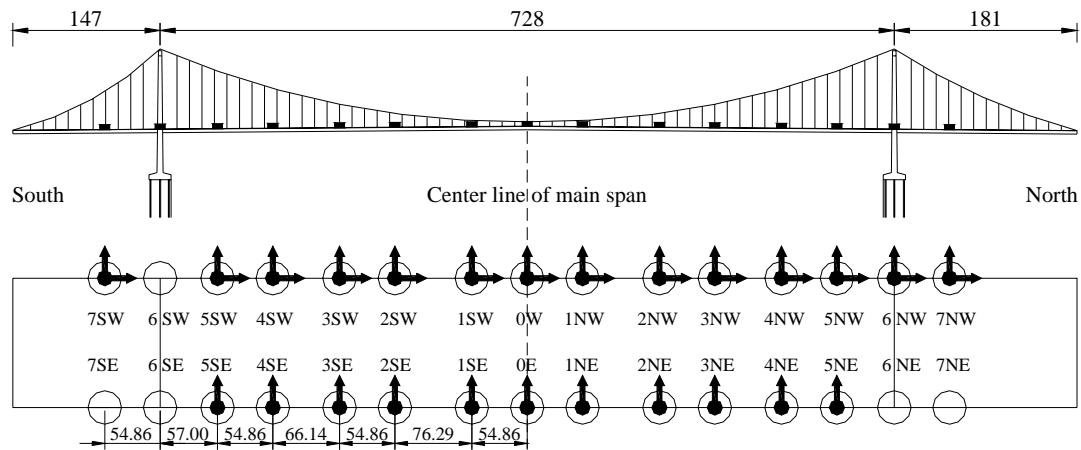 147 728 181
South Center line of main span North
7SW 6 SW 5SW 4SW 3SW 2SW 1SW 0W 1NW 2NW 3NW 4NW 5NW 6 NW 7NW
7SE 6 SE 5SE 4SE 3SE 2SE 1SE 0E 1NE 2NE 3NE 4NE 5NE 6 NE 7NE
54.86 57.00 54.86 66.14 54.86 76.29 54.86